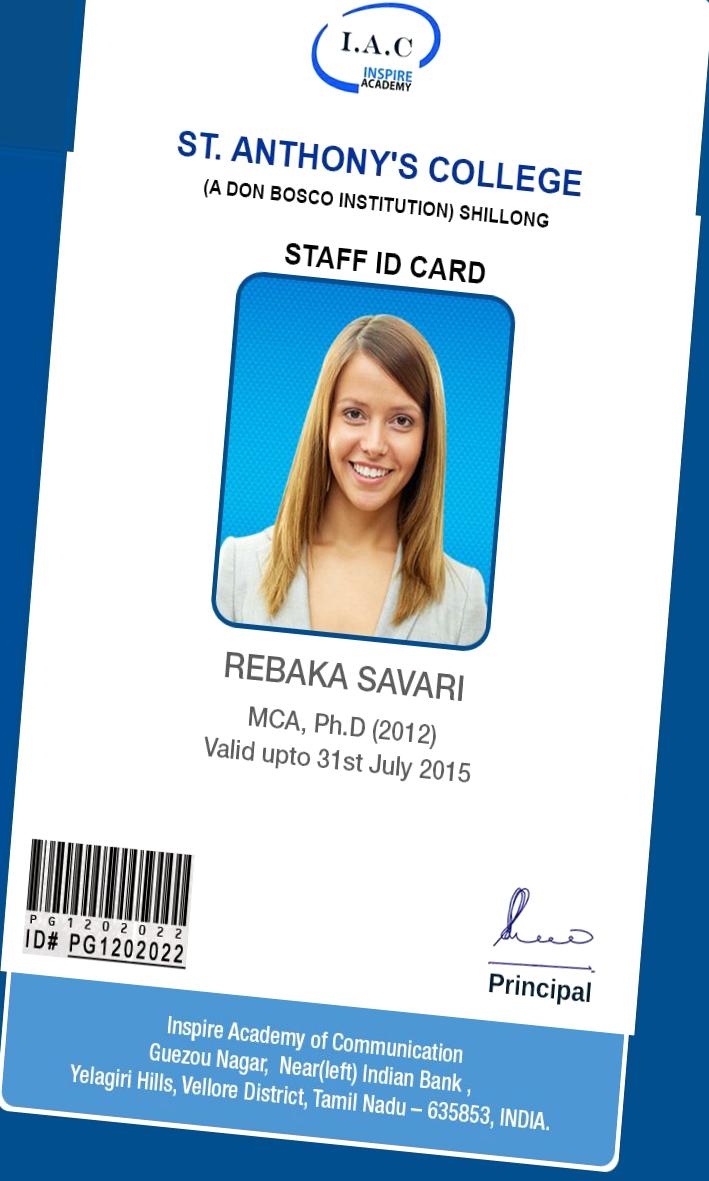 I.A.C
INSPIRE
ACADEMY
ST. ANTHONY'S COLLEGE
(A DON BOSCO INSTITUTION) SHILLONG
STAFF ID CARD
REBAKA SAVARI
MCA, Ph.D (2012)
Valid upto 31st July 2015
PG1202022
ID# PG1202022
Principal
Inspire Academy of Communication
Guezou Nagar, Near(left) Indian Bank ,
Yelagiri Hills, Vellore District, Tamil Nadu – 635853, INDIA.